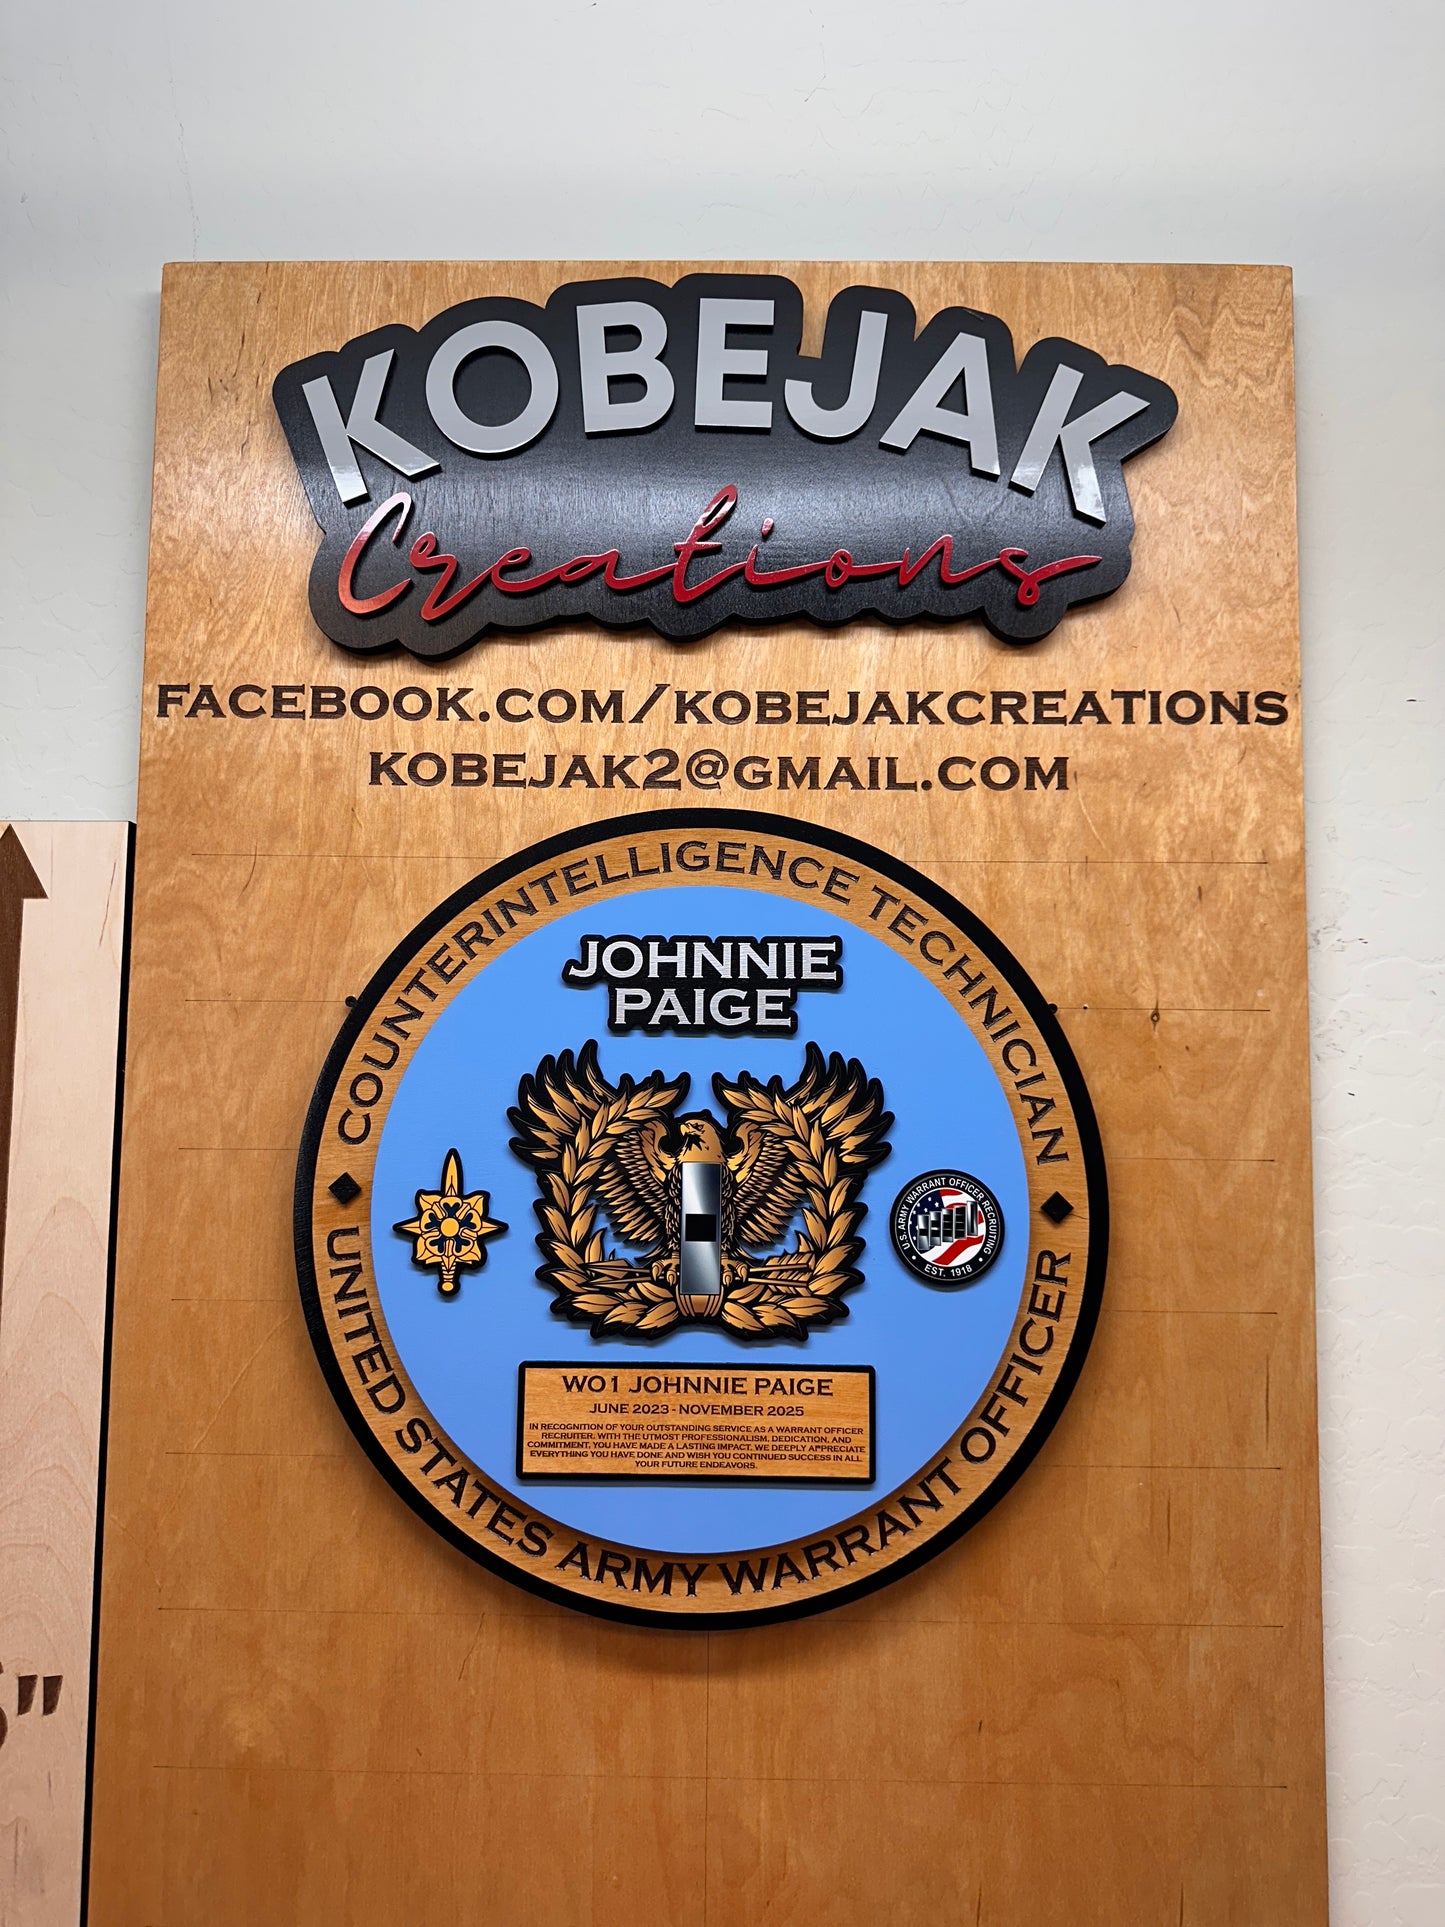 KOBEJAK
Creations
FACEBOOK.COM/KOBEJAKCREATIONS
KOBEJAK2@GMAIL.COM
COUNTERINTELLIGENCE TECHNICIAN
JOHNNIE
PAIGE
U.S. ARMY WARRANT OFFICER RECRUITING
EST. 1918
WO1 JOHNNIE PAIGE
JUNE 2023 - NOVEMBER 2025
IN RECOGNITION OF YOUR OUTSTANDING SERVICE AS A WARRANT OFFICER
RECRUITER. WITH THE UTMOST PROFESSIONALISM, DEDICATION, AND
COMMITMENT, YOU HAVE MADE A LASTING IMPACT. WE DEEPLY APPRECIATE
EVERYTHING YOU HAVE DONE AND WISH YOU CONTINUED SUCCESS IN ALL
YOUR FUTURE ENDEAVORS.
UNITED STATES ARMY WARRANT OFFICER